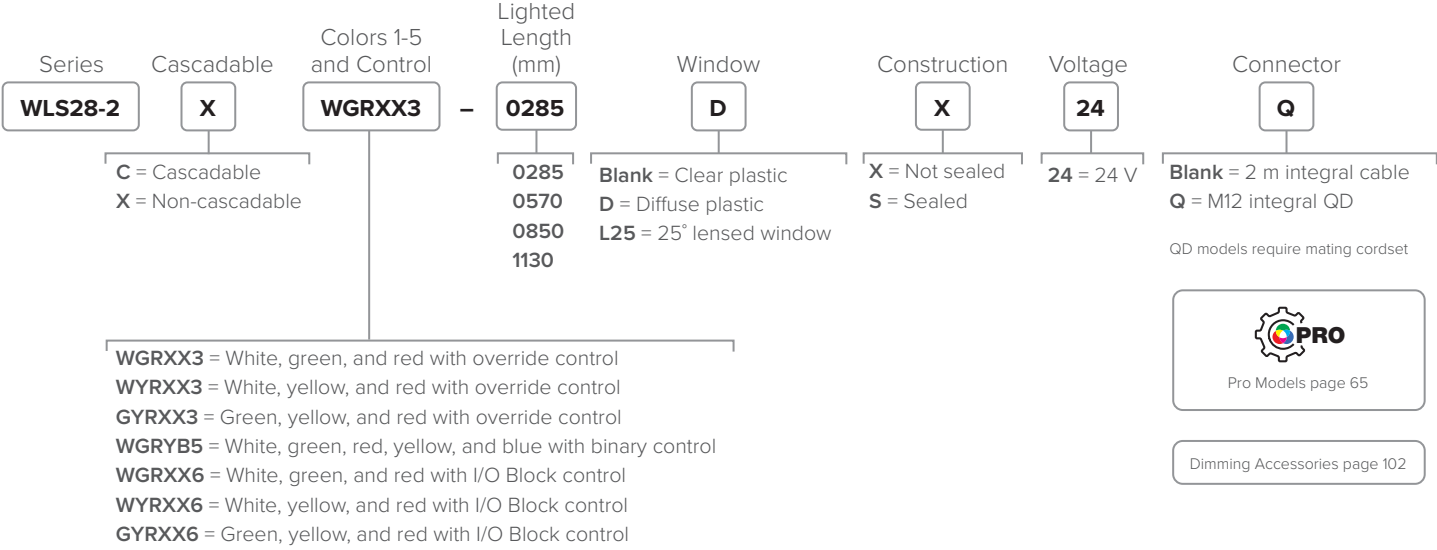 Series
Cascadable
Colors 1-5
and Control
Lighted
Length
(mm)
Window
Construction
Voltage
Connector
WLS28-2 X WGRXX3 – 0285 D X 24 Q
C = Cascadable
X = Non-cascadable
0285
0570
0850
1130
Blank = Clear plastic
D = Diffuse plastic
L25 = 25° lensed window
X = Not sealed
S = Sealed
24 = 24 V
Blank = 2 m integral cable
Q = M12 integral QD
QD models require mating cordset
PRO
Pro Models page 65
Dimming Accessories page 102
WGRXX3 = White, green, and red with override control
WYRXX3 = White, yellow, and red with override control
GYRXX3 = Green, yellow, and red with override control
WGRYB5 = White, green, red, yellow, and blue with binary control
WGRXX6 = White, green, and red with I/O Block control
WYRXX6 = White, yellow, and red with I/O Block control
GYRXX6 = Green, yellow, and red with I/O Block control